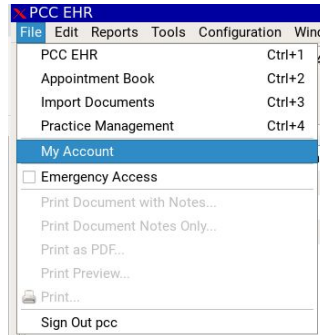 PCC EHR
File Edit Reports Tools Configuration
PCC EHR Ctrl+1
Appointment Book Ctrl+2
Import Documents Ctrl+3
Practice Management Ctrl+4
My Account
Emergency Access
Print Document with Notes...
Print Document Notes Only...
Print as PDF...
Print Preview...
Print...
Sign Out pcc